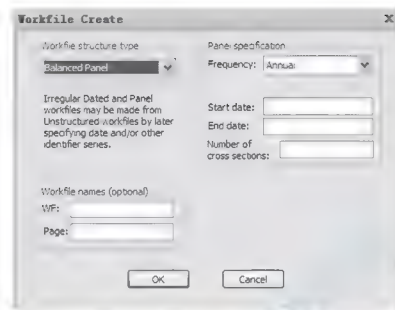 Workfile Create X
Workfile structure type
Balanced Panel
Irregular Dated and Panel
workfiles may be made from
Unstructured workfiles by later
specifying date and/or other
identifier series.
Panel specification
Frequency: Annual
Start date:
End date:
Number of
cross sections:
Workfile names (optional)
WF:
Page:
OK
Cancel